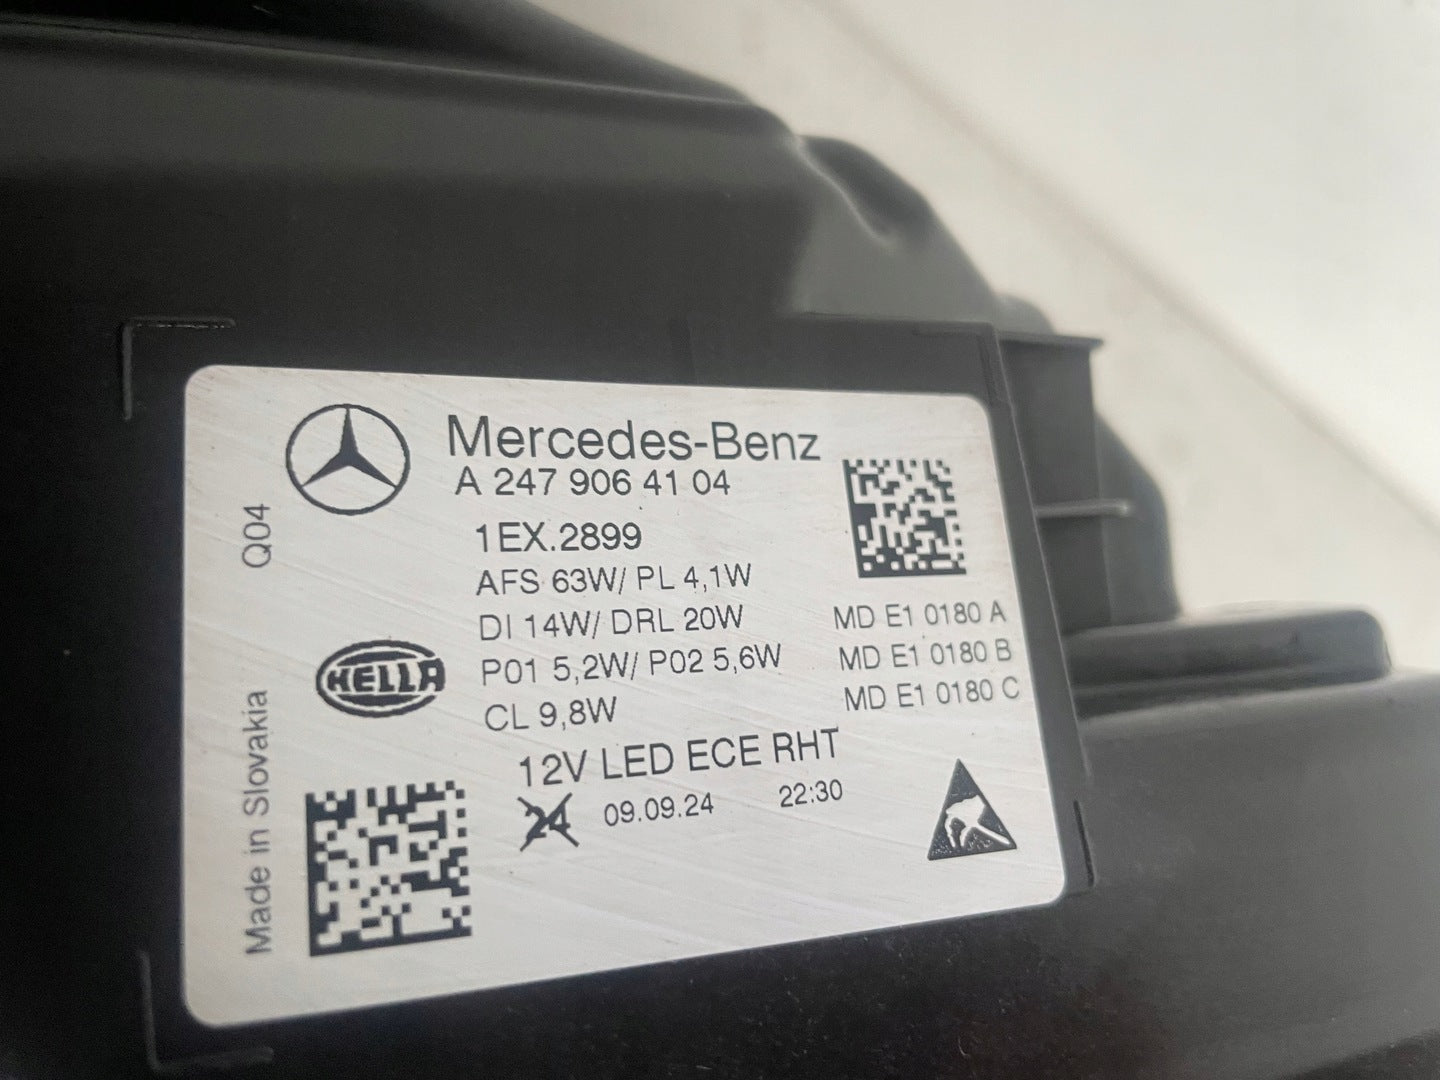 Mercedes-Benz
A 247 906 41 04
1EX.2899
AFS 63W/ PL 4,1W
DI 14W/ DRL 20W
P01 5,2W/ P02 5,6W
CL 9,8W
12V LED ECE RHT
24 09.09.24 22:30
MD E1 0180 A
MD E1 0180 B
MD E1 0180 C
HELLA
Q04
Made in Slovakia